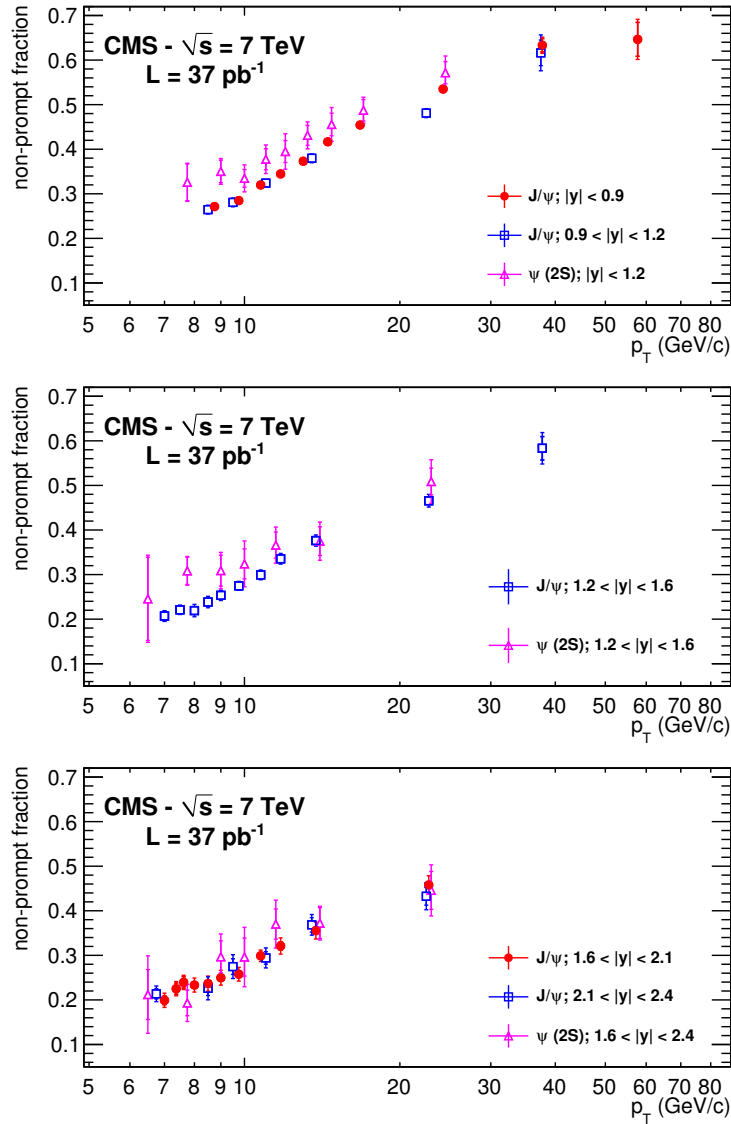 non-prompt fraction
CMS - √s = 7 TeV
L = 37 pb⁻¹
0.7
0.6
0.5
0.4
0.3
0.2
0.1
J/ψ; |y| < 0.9
J/ψ; 0.9 < |y| < 1.2
ψ (2S); |y| < 1.2
5 6 7 8 9 10 20 30 40 50 60 70 80
p_T (GeV/c)
non-prompt fraction
CMS - √s = 7 TeV
L = 37 pb⁻¹
0.7
0.6
0.5
0.4
0.3
0.2
0.1
J/ψ; 1.2 < |y| < 1.6
ψ (2S); 1.2 < |y| < 1.6
5 6 7 8 9 10 20 30 40 50 60 70 80
p_T (GeV/c)
non-prompt fraction
CMS - √s = 7 TeV
L = 37 pb⁻¹
0.7
0.6
0.5
0.4
0.3
0.2
0.1
J/ψ; 1.6 < |y| < 2.1
J/ψ; 2.1 < |y| < 2.4
ψ (2S); 1.6 < |y| < 2.4
5 6 7 8 9 10 20 30 40 50 60 70 80
p_T (GeV/c)